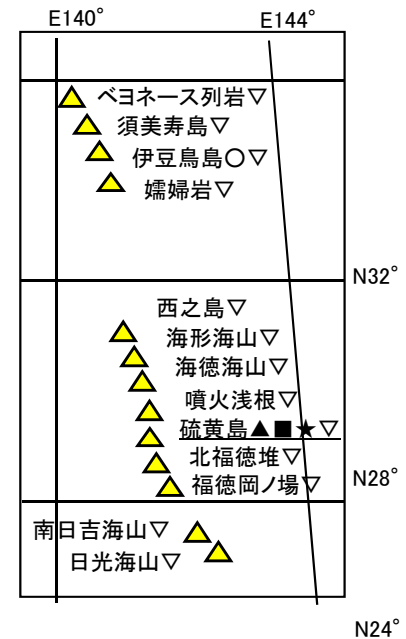 E140°
E144°
ベヨネース列岩▽
須美寿島▽
伊豆鳥島○▽
孀婦岩▽
N32°
西之島▽
海形海山▽
海徳海山▽
噴火浅根▽
硫黄島▲■★▽
北福徳堆▽
N28°
福徳岡ノ場▽
南日吉海山▽
日光海山▽
N24°